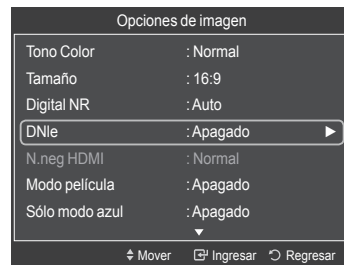 Opciones de imagen
Tono Color : Normal
Tamaño : 16:9
Digital NR : Auto
DNIe : Apagado ►
N.neg HDMI : Normal
Modo película : Apagado
Sólo modo azul : Apagado
▼
Mover Ingresar Regresar